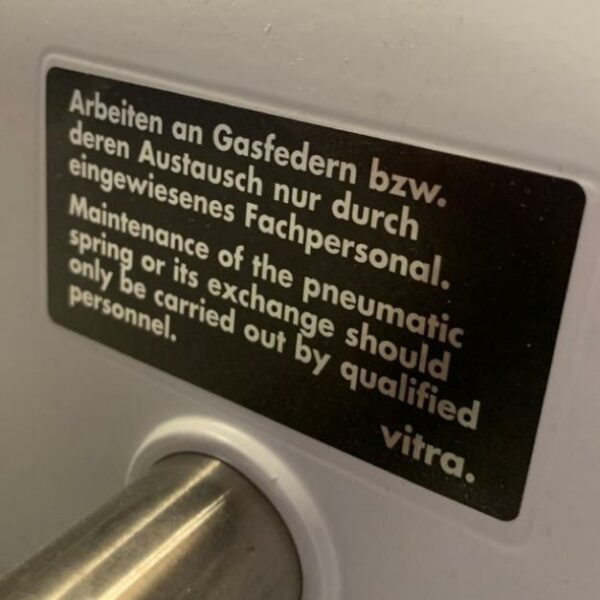 Arbeiten an Gasfedern bzw.
deren Austausch nur durch
eingewiesenes Fachpersonal.
Maintenance of the pneumatic
spring or its exchange should
only be carried out by qualified
personnel.
vitra.